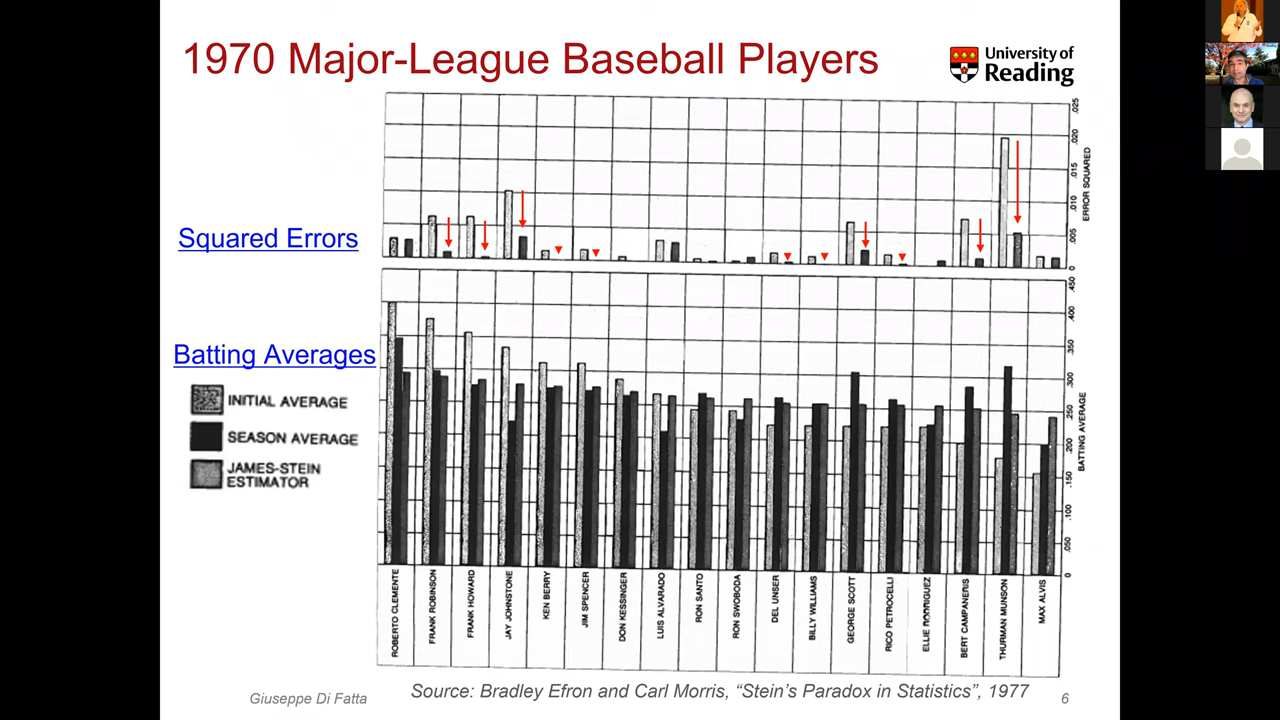 1970 Major-League Baseball Players
University of
Reading
.025
.020
.015
.010
.005
0
ERROR SQUARED
Squared Errors
Batting Averages
INITIAL AVERAGE
SEASON AVERAGE
JAMES-STEIN
ESTIMATOR
.450
.400
.350
.300
.250
.200
.150
.100
.050
0
BATTING AVERAGE
ROBERTO CLEMENTE
FRANK ROBINSON
FRANK HOWARD
JAY JOHNSTONE
KEN BERRY
JIM SPENCER
DON KESSINGER
LUIS ALVARADO
RON SANTO
RON SWOBODA
DEL UNSER
BILLY WILLIAMS
GEORGE SCOTT
RICO PETROCELLI
ELLIE RODRIGUEZ
BERT CAMPANERIS
THURMAN MUNSON
MAX ALVIS
Giuseppe Di Fatta
Source: Bradley Efron and Carl Morris, “Stein’s Paradox in Statistics”, 1977
6